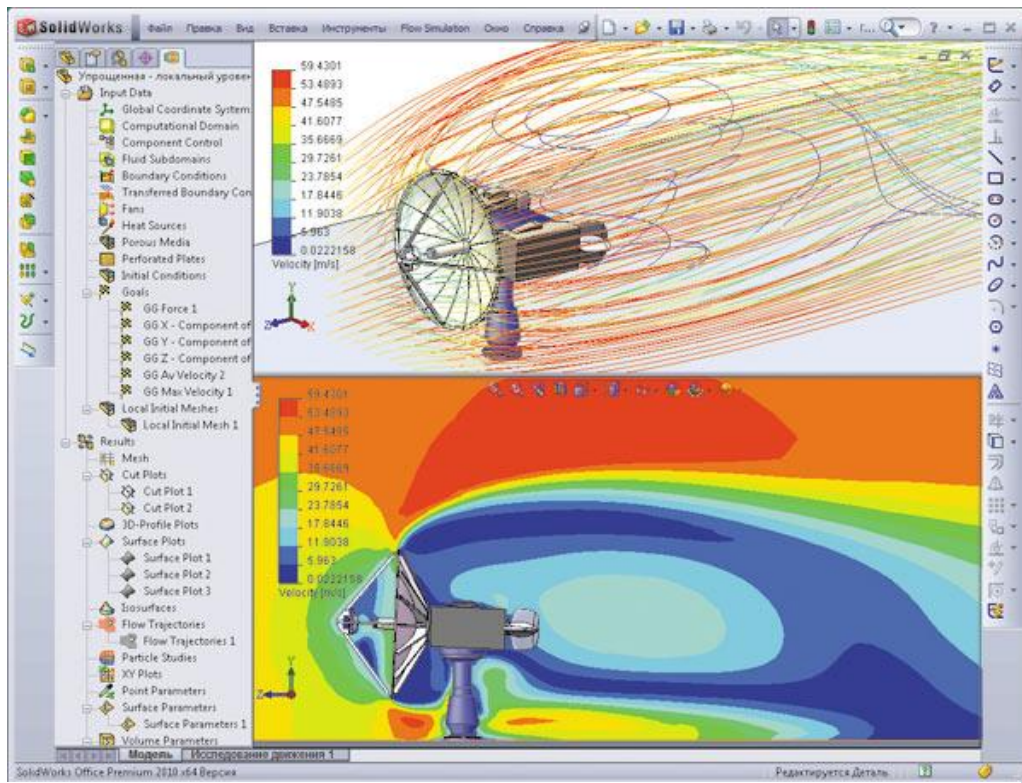 SolidWorks Файл Правка Вид Вставка Инструменты Flow Simulation Окно Справка г... ?
Упрощенная - локальный уровен
Input Data
Global Coordinate System
Computational Domain
Component Control
Fluid Subdomains
Boundary Conditions
Transferred Boundary Con
Fans
Heat Sources
Porous Media
Perforated Plates
Initial Conditions
Goals
GG Force 1
GG X - Component of
GG Y - Component of
GG Z - Component of
GG Av Velocity 2
GG Max Velocity 1
Local Initial Meshes
Local Initial Mesh 1
Results
Mesh
Cut Plots
Cut Plot 1
Cut Plot 2
3D-Profile Plots
Surface Plots
Surface Plot 1
Surface Plot 2
Surface Plot 3
Isosurfaces
Flow Trajectories
Flow Trajectories 1
Particle Studies
XY Plots
Point Parameters
Surface Parameters
Surface Parameters 1
Volume Parameters
59.4301
53.4893
47.5485
41.6077
35.6669
29.7261
23.7854
17.8446
11.9038
5.963
0.0222158
Velocity [m/s]
Y
Z X
59.4301
53.4893
47.5485
41.6077
35.6669
29.7261
23.7854
17.8446
11.9038
5.963
0.0222158
Velocity [m/s]
Y
Z
Модель Исследование движения 1
SolidWorks Office Premium 2010 x64 Версия Редактируется Деталь